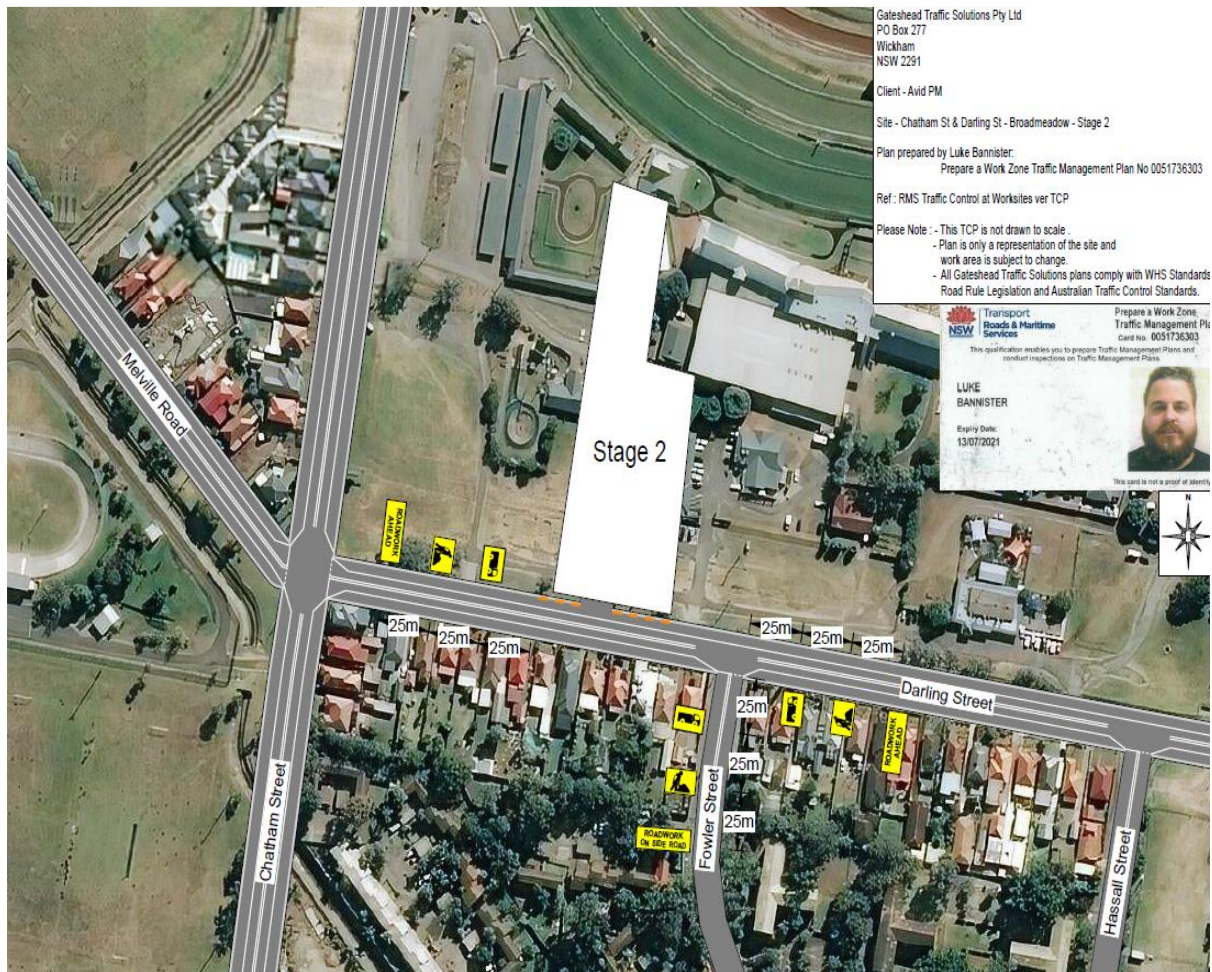 Gateshead Traffic Solutions Pty Ltd
PO Box 277
Wickham
NSW 2291
Client - Avid PM
Site - Chatham St & Darling St - Broadmeadow - Stage 2
Plan prepared by Luke Bannister:
Prepare a Work Zone Traffic Management Plan No 0051736303
Ref : RMS Traffic Control at Worksites ver TCP
Please Note : - This TCP is not drawn to scale .
- Plan is only a representation of the site and
work area is subject to change.
- All Gateshead Traffic Solutions plans comply with WHS Standards
Road Rule Legislation and Australian Traffic Control Standards.
NSW
Transport
Roads & Maritime
Services
Prepare a Work Zone
Traffic Management Pla
Card No. 0051736303
This qualification enables you to prepare Traffic Management Plans and
conduct inspections on Traffic Management Plans
LUKE
BANNISTER
Expiry Date:
13/07/2021
This card is not a proof of identity
N
Melville Road
Stage 2
ROADWORK
AHEAD
25m
25m
25m
25m
25m
25m
Darling Street
25m
25m
25m
ROADWORK
AHEAD
ROADWORK
ON SIDE ROAD
Fowler Street
Chatham Street
Hassall Street